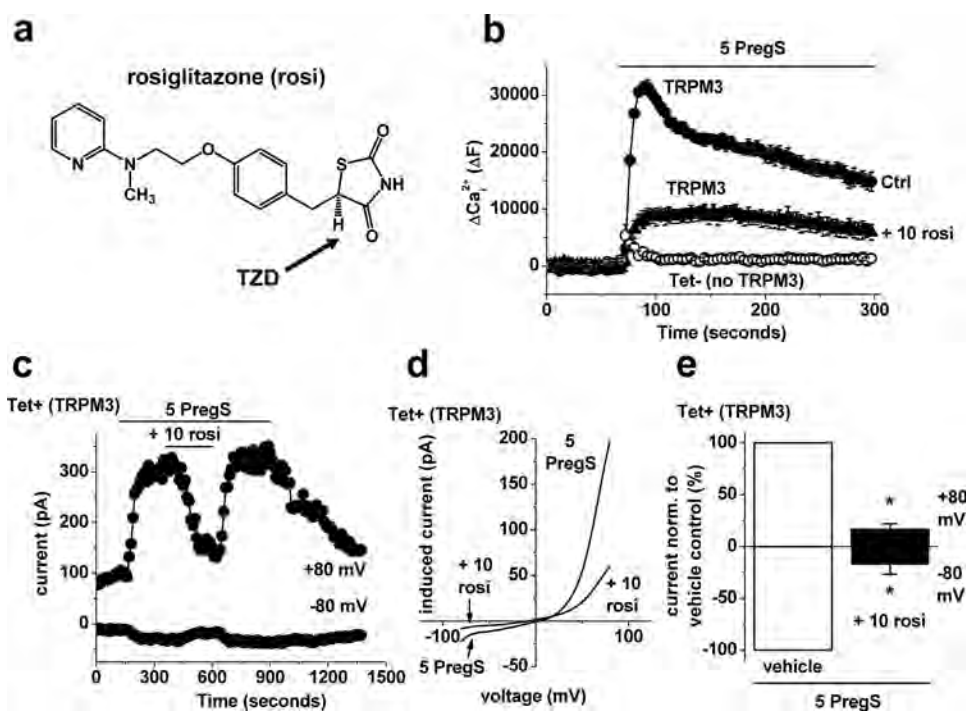 a
rosiglitazone (rosi)
N
N
CH₃
O
S
O
NH
O
H
TZD
b
5 PregS
TRPM3
TRPM3
Ctrl
+ 10 rosi
Tet- (no TRPM3)
ΔCaᵢ²⁺ (ΔF)
30000
20000
10000
0
0
100
200
300
Time (seconds)
c
Tet+ (TRPM3)
5 PregS
+ 10 rosi
current (pA)
300
200
100
0
+80 mV
-80 mV
0
300
600
900
1200
1500
Time (seconds)
d
Tet+ (TRPM3)
induced current (pA)
200
150
100
50
-50
5
PregS
+ 10
rosi
+ 10
rosi
-100
0
100
5 PregS
voltage (mV)
e
Tet+ (TRPM3)
current norm. to
vehicle control (%)
100
50
0
-50
-100
*
+80
mV
-80
mV
*
+ 10 rosi
vehicle
5 PregS